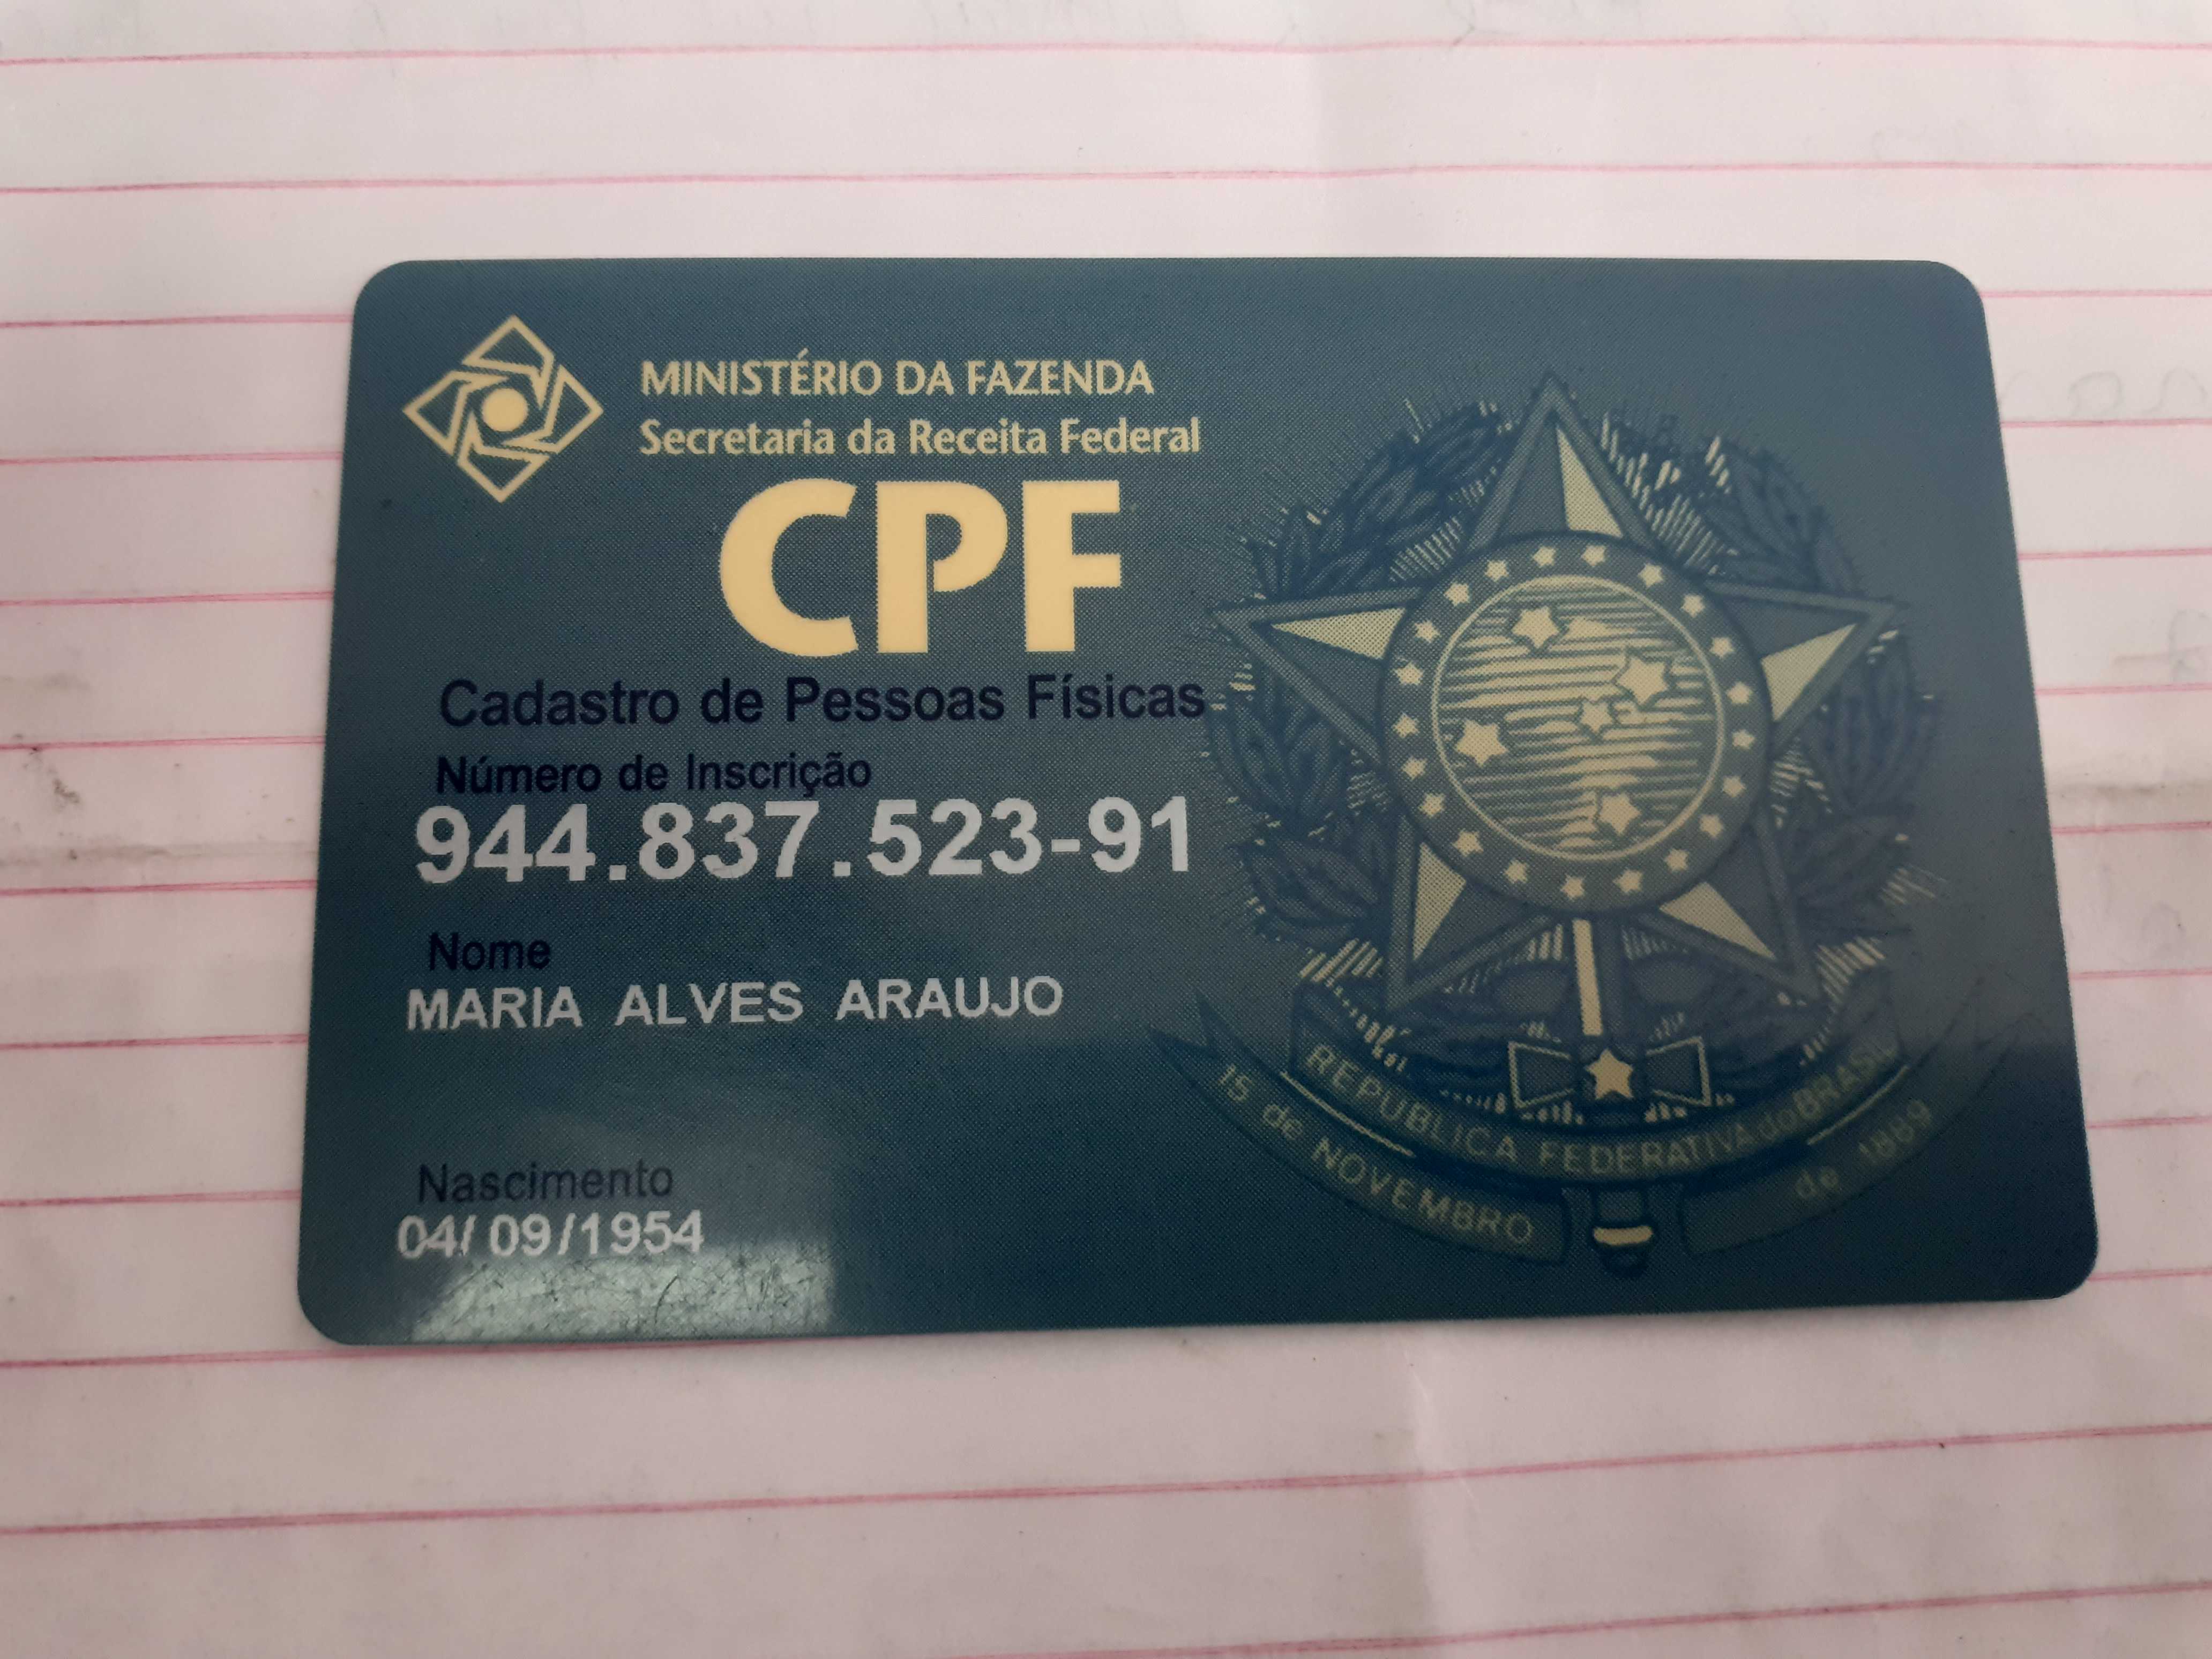 MINISTÉRIO DA FAZENDA
Secretaria da Receita Federal
CPF
Cadastro de Pessoas Físicas
Número de Inscrição
944.837.523-91
Nome
MARIA ALVES ARAUJO
Nascimento
04/09/1954
REPUBLICA FEDERATIVA do BRASIL
15 de NOVEMBRO de 1889